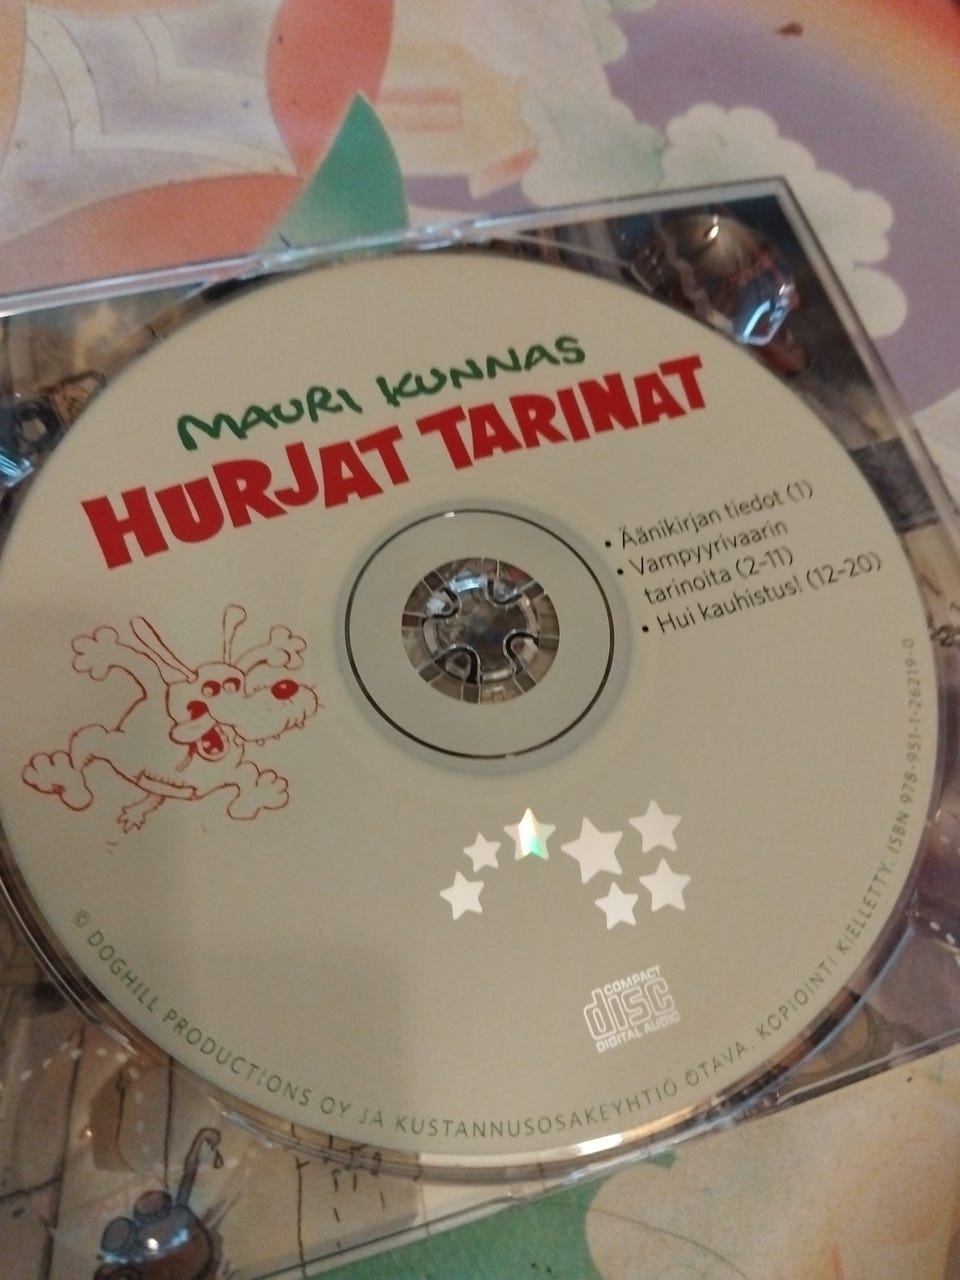 MAURI KUNNAS
HURJAT TARINAT
• Äänikirjan tiedot (1)
• Vampyyrivaarin
tarinoita (2-11)
• Hui kauhistus! (12-20)
COMPACT
disc
DIGITAL AUDIO
© DOGHILL PRODUCTIONS OY JA KUSTANNUSOSAKEYHTIÖ OTAVA. KOPIOINTI KIELLETTY. ISBN 978-951-1-26219-0